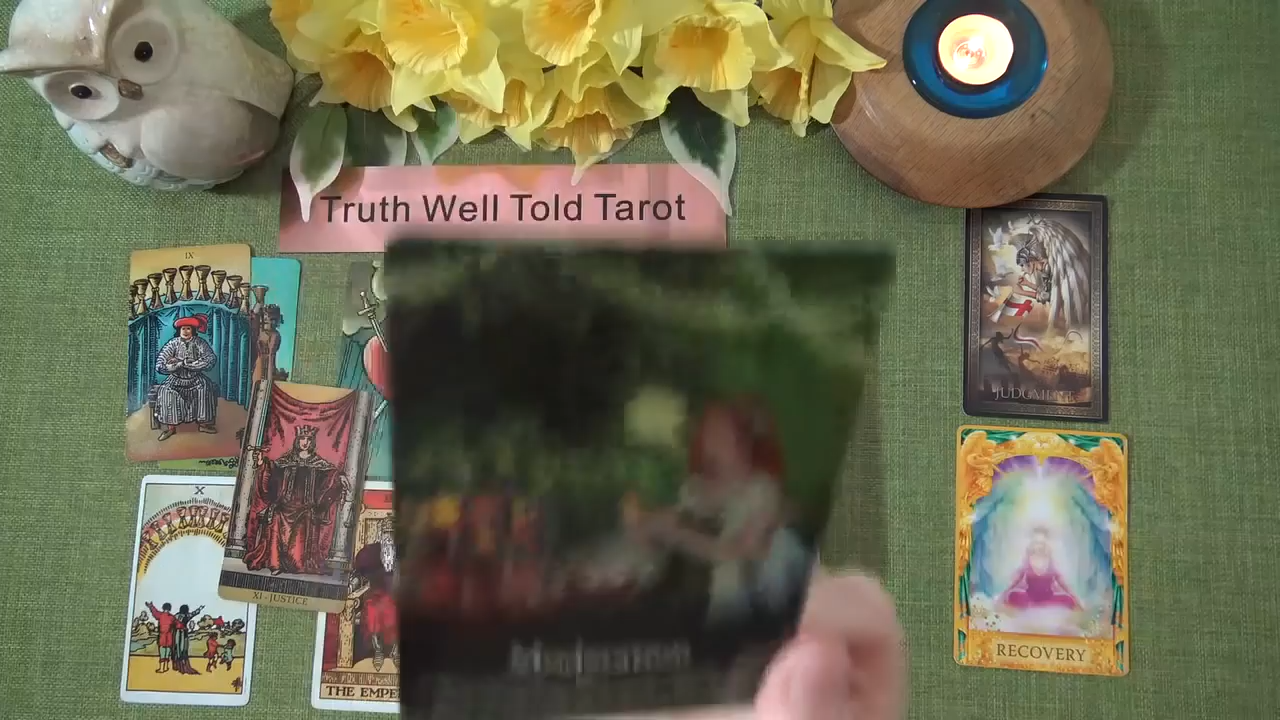 Truth Well Told Tarot
IX
JUDGMENT
X
XI - JUSTICE
THE EMPE
RECOVERY